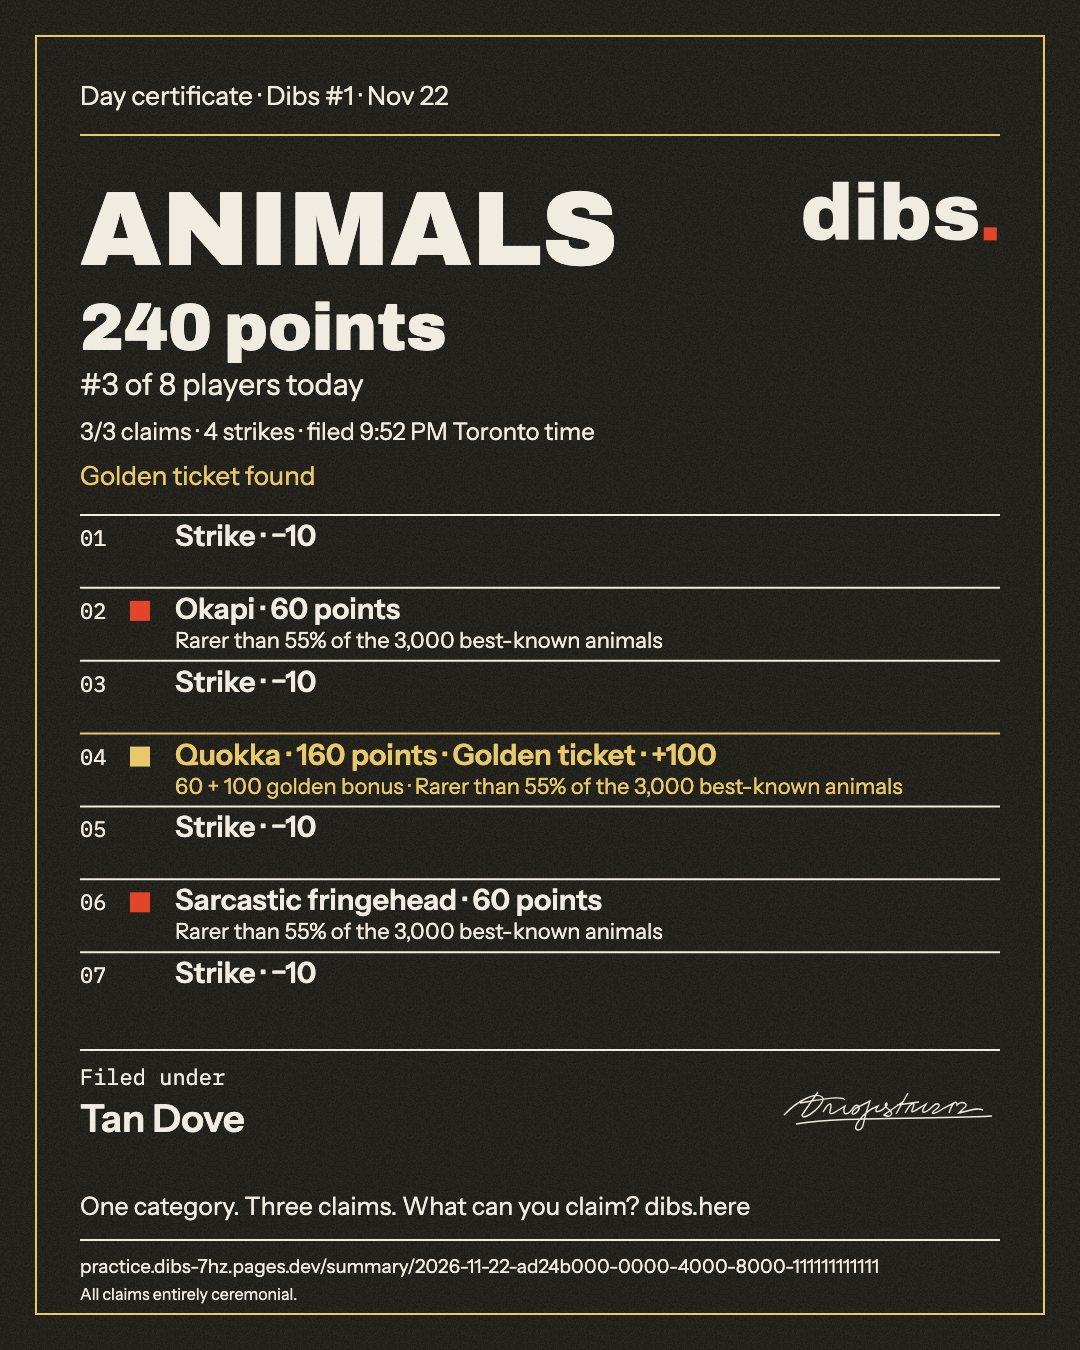 Day certificate · Dibs #1 · Nov 22
ANIMALS
dibs.
240 points
#3 of 8 players today
3/3 claims · 4 strikes · filed 9:52 PM Toronto time
Golden ticket found
01 Strike · −10
02 Okapi · 60 points
Rarer than 55% of the 3,000 best-known animals
03 Strike · −10
04 Quokka · 160 points · Golden ticket · +100
60 + 100 golden bonus · Rarer than 55% of the 3,000 best-known animals
05 Strike · −10
06 Sarcastic fringehead · 60 points
Rarer than 55% of the 3,000 best-known animals
07 Strike · −10
Filed under
Tan Dove
One category. Three claims. What can you claim? dibs.here
practice.dibs-7hz.pages.dev/summary/2026-11-22-ad24b000-0000-4000-8000-111111111111
All claims entirely ceremonial.